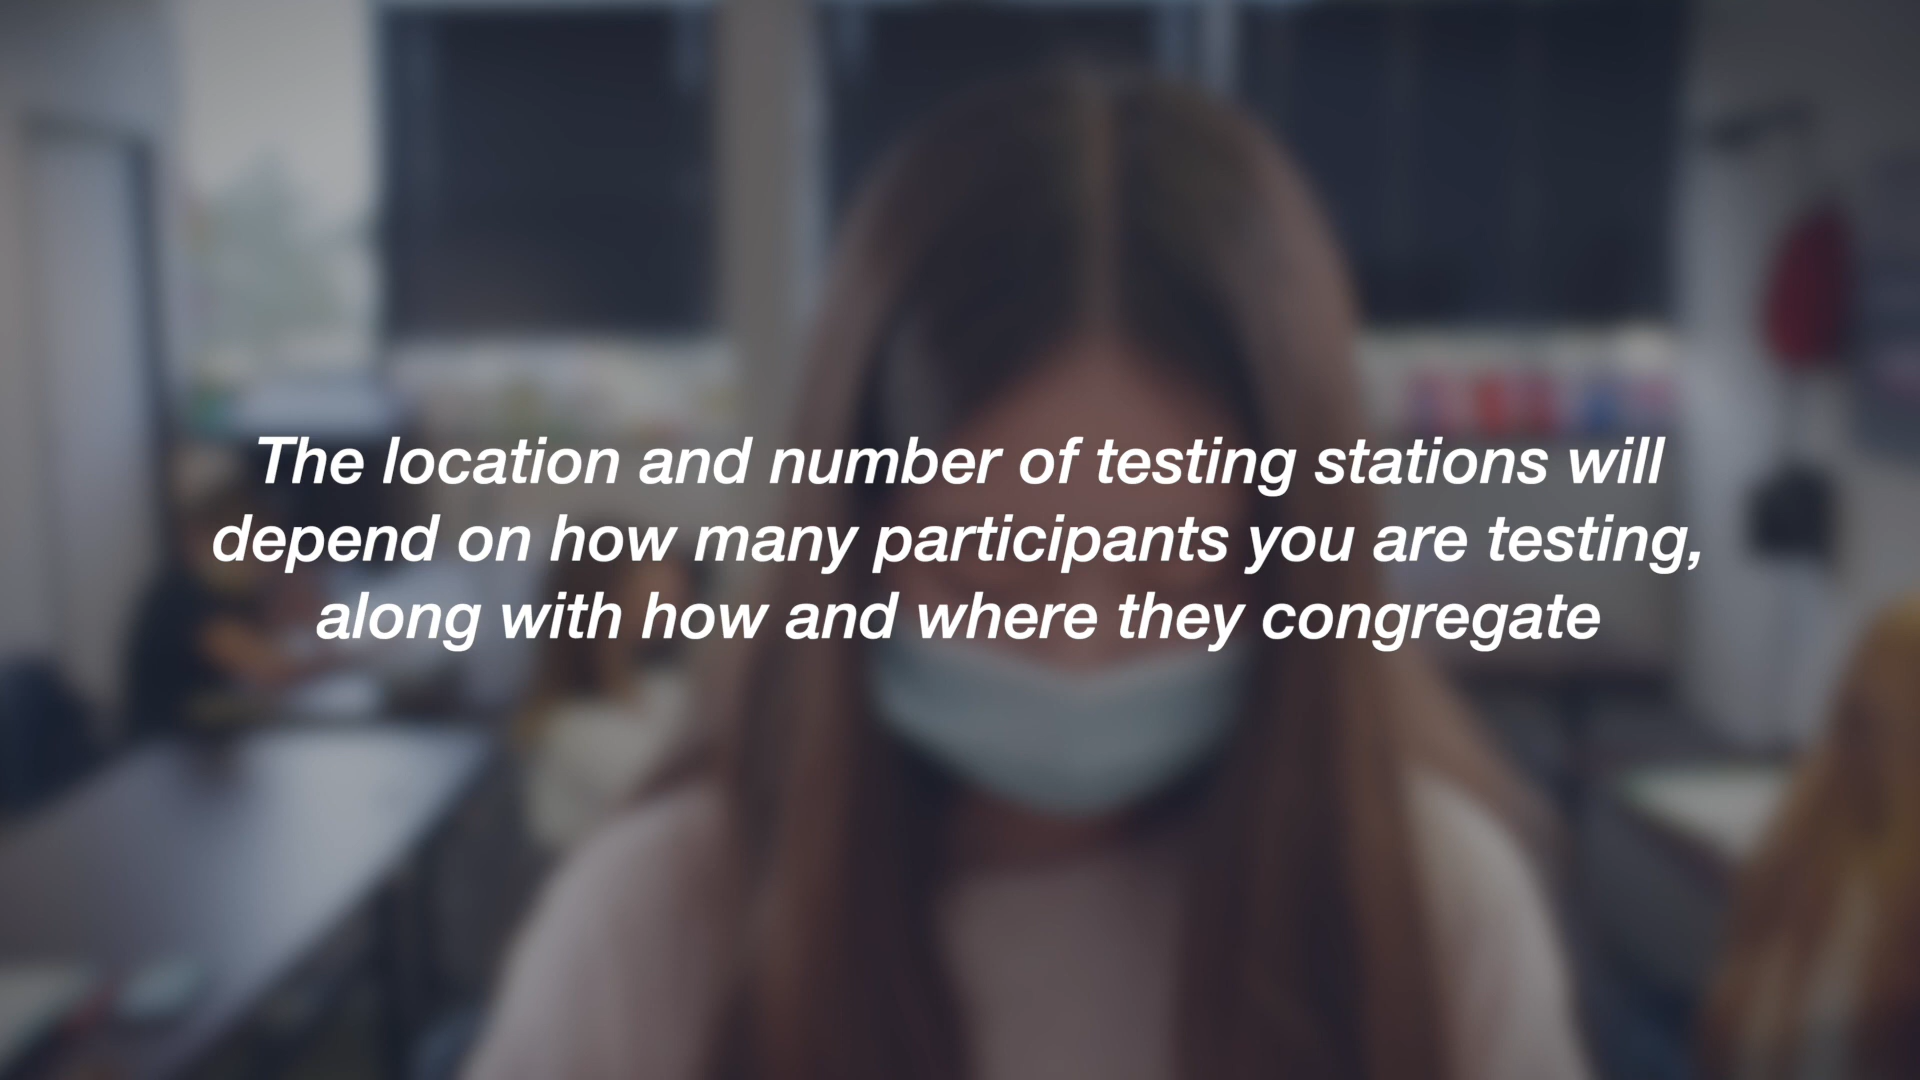 The location and number of testing stations will
depend on how many participants you are testing,
along with how and where they congregate